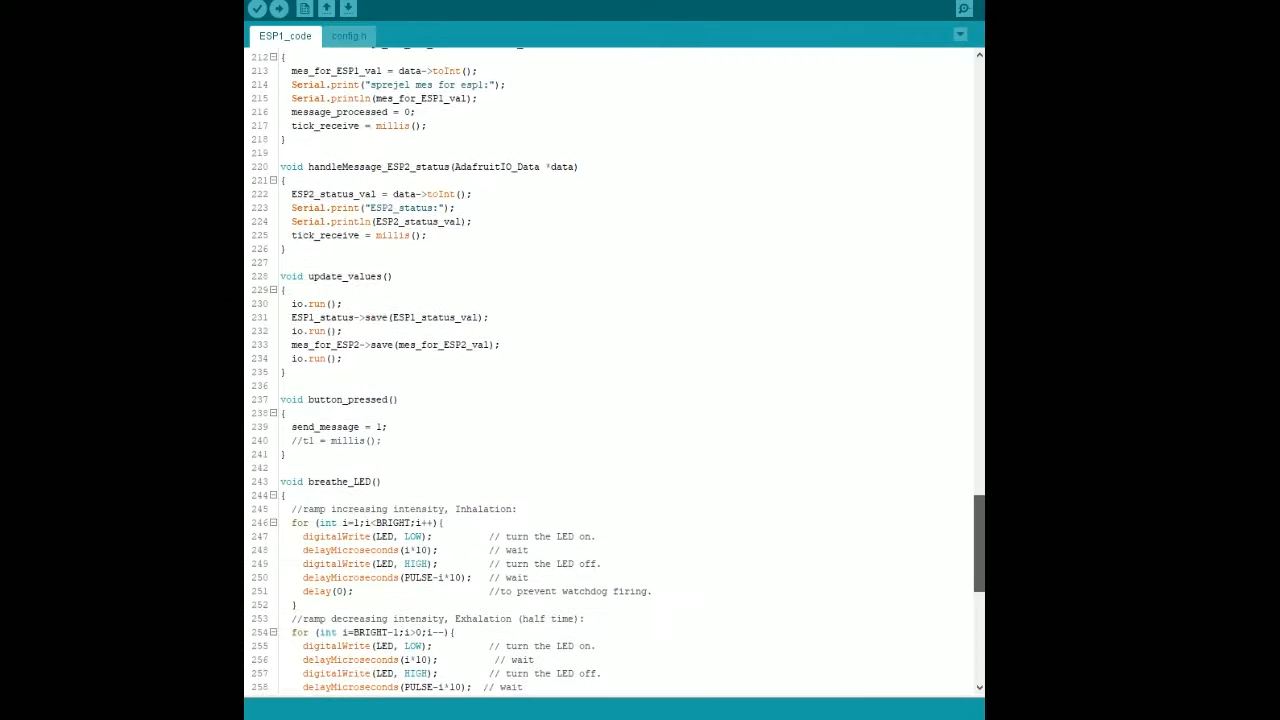 ESP1_code config.h
212 {
213 mes_for_ESP1_val = data->toInt();
214 Serial.print("sprejel mes for esp1:");
215 Serial.println(mes_for_ESP1_val);
216 message_processed = 0;
217 tick_receive = millis();
218 }
219
220 void handleMessage_ESP2_status(AdafruitIO_Data *data)
221 {
222 ESP2_status_val = data->toInt();
223 Serial.print("ESP2_status:");
224 Serial.println(ESP2_status_val);
225 tick_receive = millis();
226 }
227
228 void update_values()
229 {
230 io.run();
231 ESP1_status->save(ESP1_status_val);
232 io.run();
233 mes_for_ESP2->save(mes_for_ESP2_val);
234 io.run();
235 }
236
237 void button_pressed()
238 {
239 send_message = 1;
240 //t1 = millis();
241 }
242
243 void breathe_LED()
244 {
245 //ramp increasing intensity, Inhalation:
246 for (int i=1;i<BRIGHT;i++){
247 digitalWrite(LED, LOW); // turn the LED on.
248 delayMicroseconds(i*10); // wait
249 digitalWrite(LED, HIGH); // turn the LED off.
250 delayMicroseconds(PULSE-i*10); // wait
251 delay(0); //to prevent watchdog firing.
252 }
253 //ramp decreasing intensity, Exhalation (half time):
254 for (int i=BRIGHT-1;i>0;i--){
255 digitalWrite(LED, LOW); // turn the LED on.
256 delayMicroseconds(i*10); // wait
257 digitalWrite(LED, HIGH); // turn the LED off.
258 delayMicroseconds(PULSE-i*10); // wait